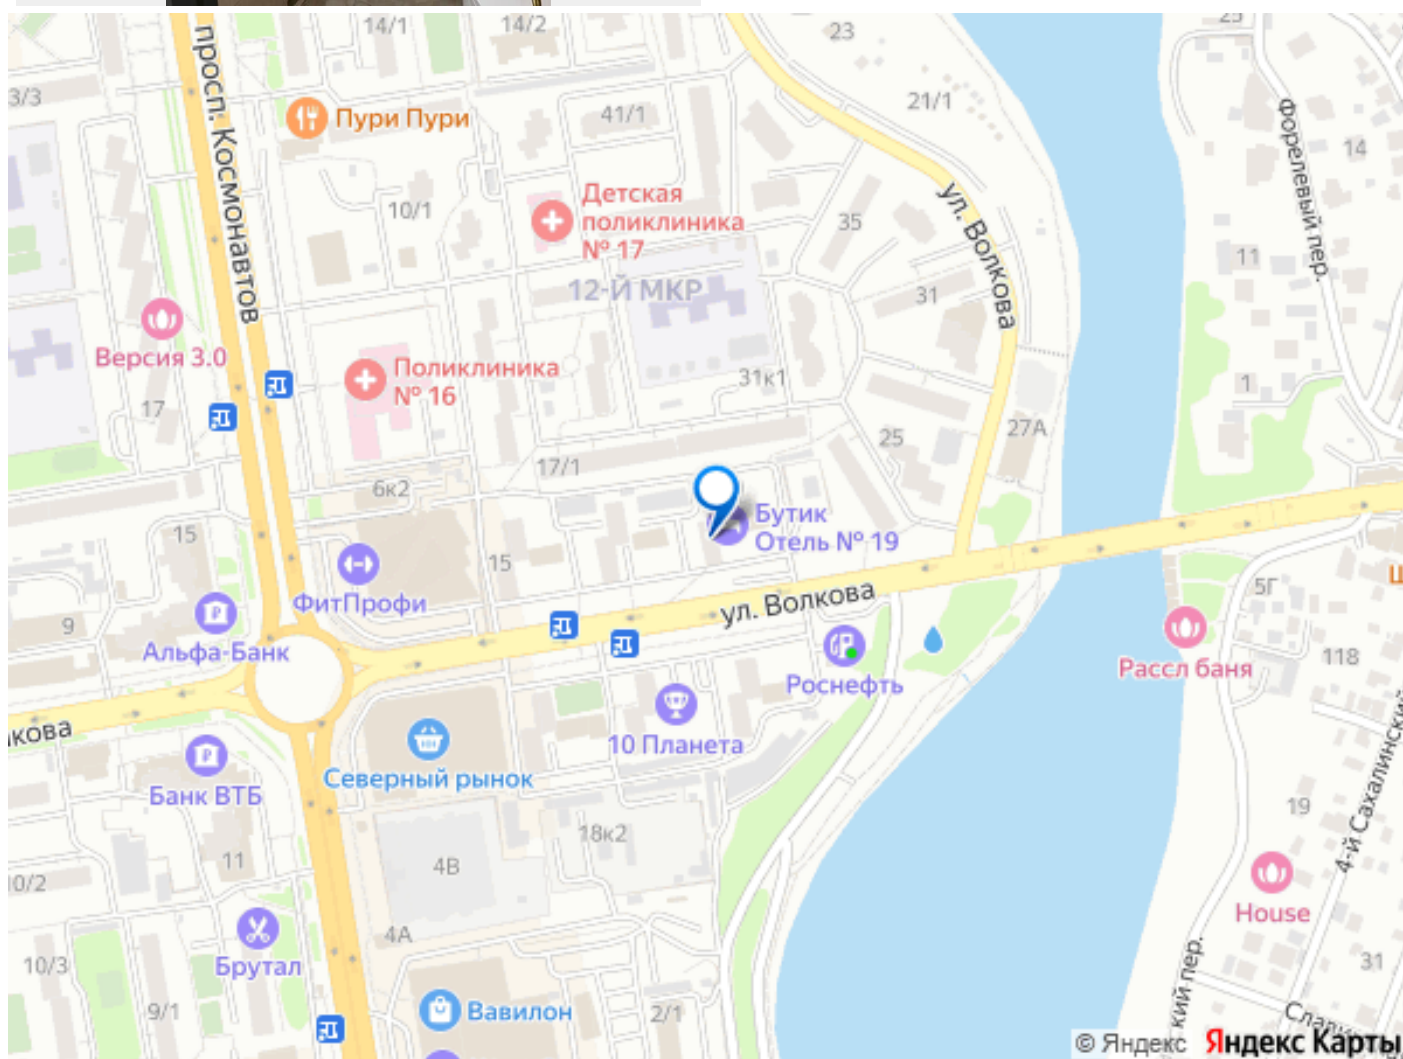 14/1
14/2
23
25
3/3
просп. Космонавтов
Пури Пури
41/1
21/1
Форелевый пер.
14
Детская
поликлиника
№ 17
10/1
35
ул. Волкова
11
12-Й МКР
31
Версия 3.0
Поликлиника
№ 16
31к1
1
17
25
27А
17/1
6к2
Бутик
Отель № 19
15
15
ФитПрофи
ул. Волкова
5Г
9
Альфа-Банк
Роснефть
Рассл баня
118
кова
10 Планета
Северный рынок
Банк ВТБ
4-й Сахалинский
19
18к2
11
4В
10/2
House
4А
Брутал
10/3
31
9/1
Вавилон
2/1
кий пер.
© Яндекс
Яндекс Карты